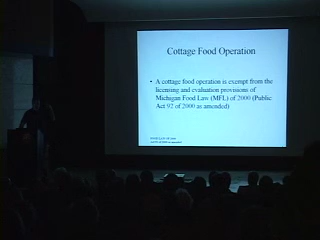 Cottage Food Operation
• A cottage food operation is exempt from the
licensing and evaluation provisions of
Michigan Food Law (MFL) of 2000 (Public
Act 92 of 2000 as amended)